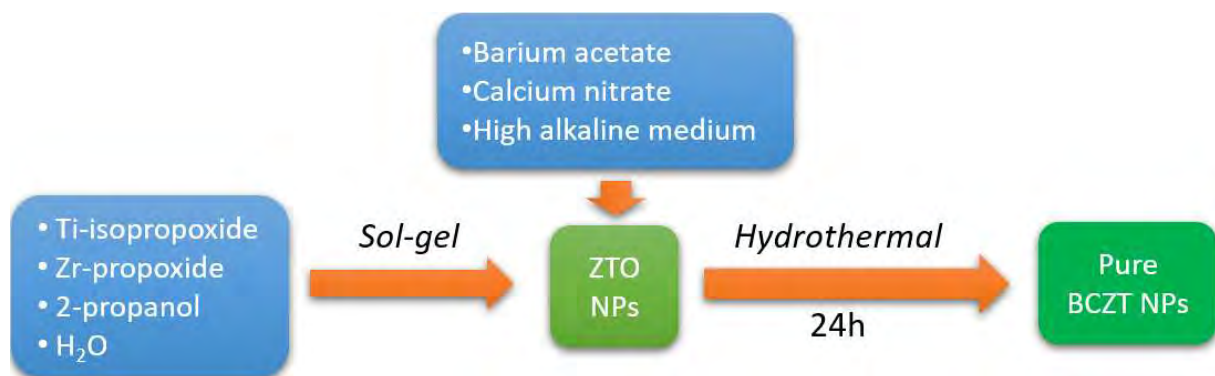 •Barium acetate
•Calcium nitrate
•High alkaline medium
• Ti-isopropoxide
• Zr-propoxide
• 2-propanol
• H₂O
Sol-gel
ZTO
NPs
Hydrothermal
24h
Pure
BCZT NPs